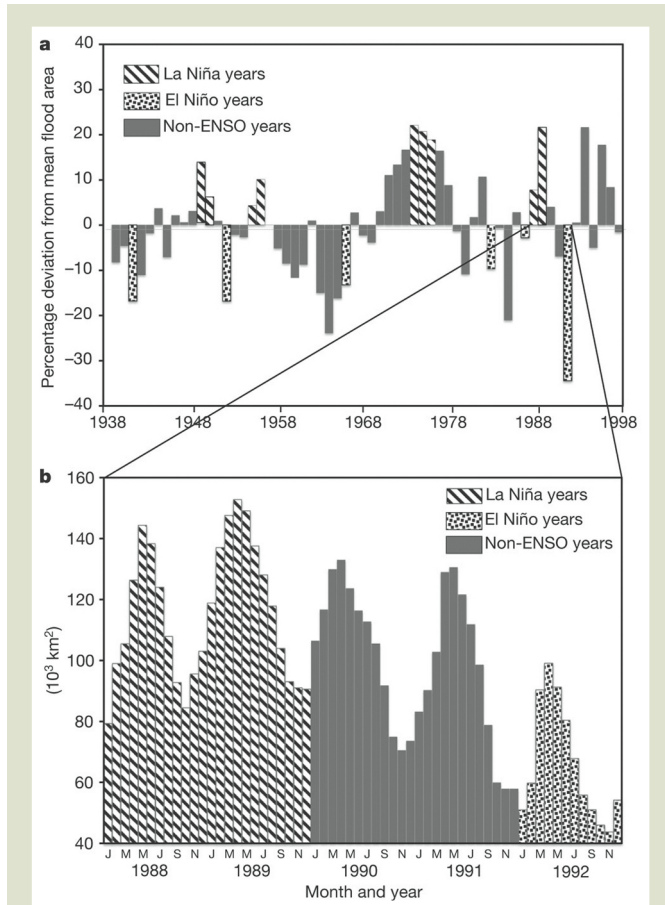 a
Percentage deviation from mean flood area
40
30
20
10
0
–10
–20
–30
–40
La Niña years
El Niño years
Non-ENSO years
1938 1948 1958 1968 1978 1988 1998
b
(10³ km²)
160
140
120
100
80
60
40
La Niña years
El Niño years
Non-ENSO years
J M M J S N J M M J S N J M M J S N J M M J S N J M M J S N
1988 1989 1990 1991 1992
Month and year